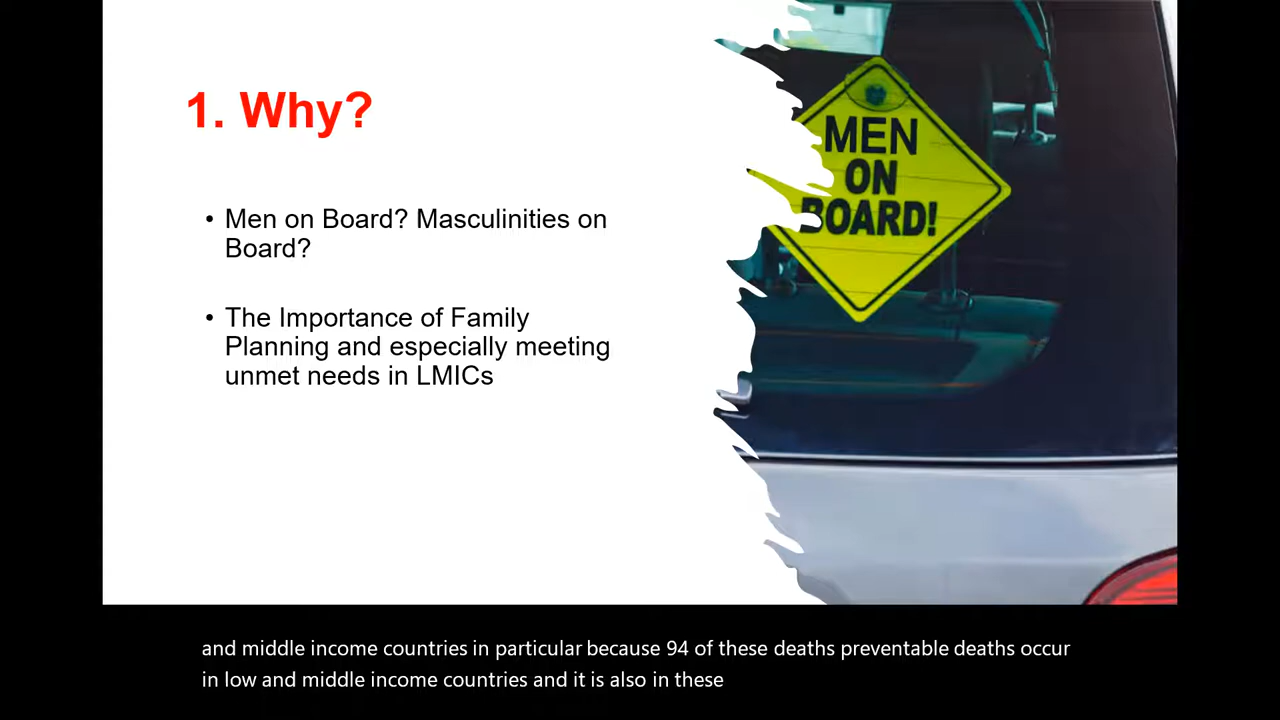 1. Why?
• Men on Board? Masculinities on
Board?
• The Importance of Family
Planning and especially meeting
unmet needs in LMICs
MEN
ON
BOARD!
and middle income countries in particular because 94 of these deaths preventable deaths occur
in low and middle income countries and it is also in these